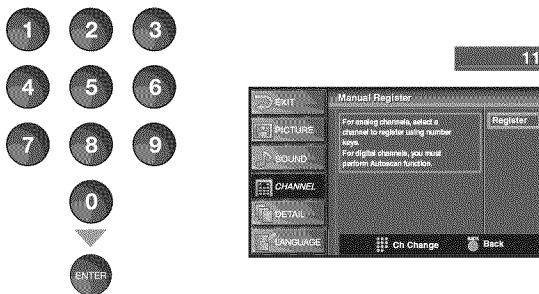 1 2 3
4 5 6
7 8 9
0
ENTER
11
EXIT
PICTURE
SOUND
CHANNEL
DETAIL
LANGUAGE
Manual Register
For analog channels, select a
channel to register using number
keys.
For digital channels, you must
perform Autoscan function.
Register
Ch Change
Back